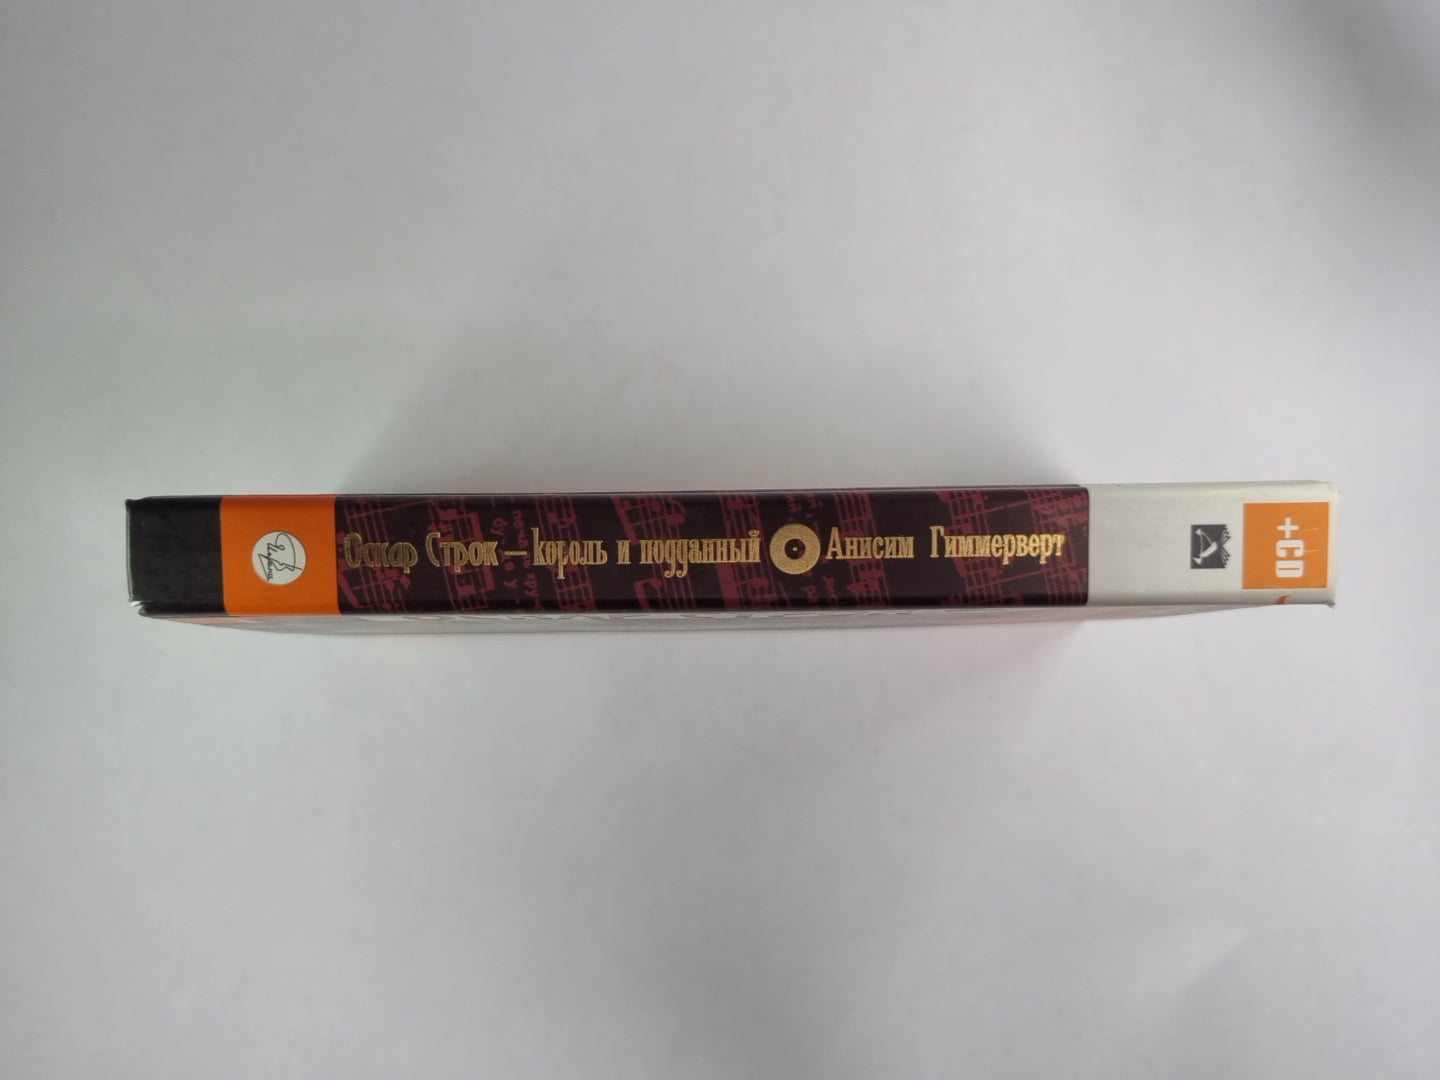 Оскар Строк — король и подданный Анисим Гиммерверт
+CD